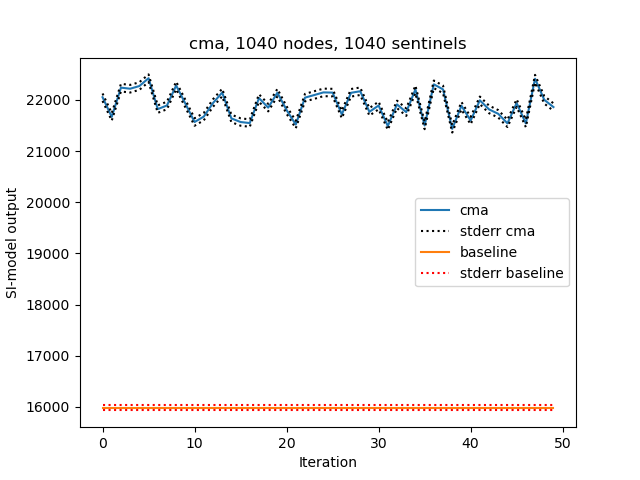 cma, 1040 nodes, 1040 sentinels
SI-model output
22000
21000
20000
19000
18000
17000
16000
cma
stderr cma
baseline
stderr baseline
0 10 20 30 40 50
Iteration